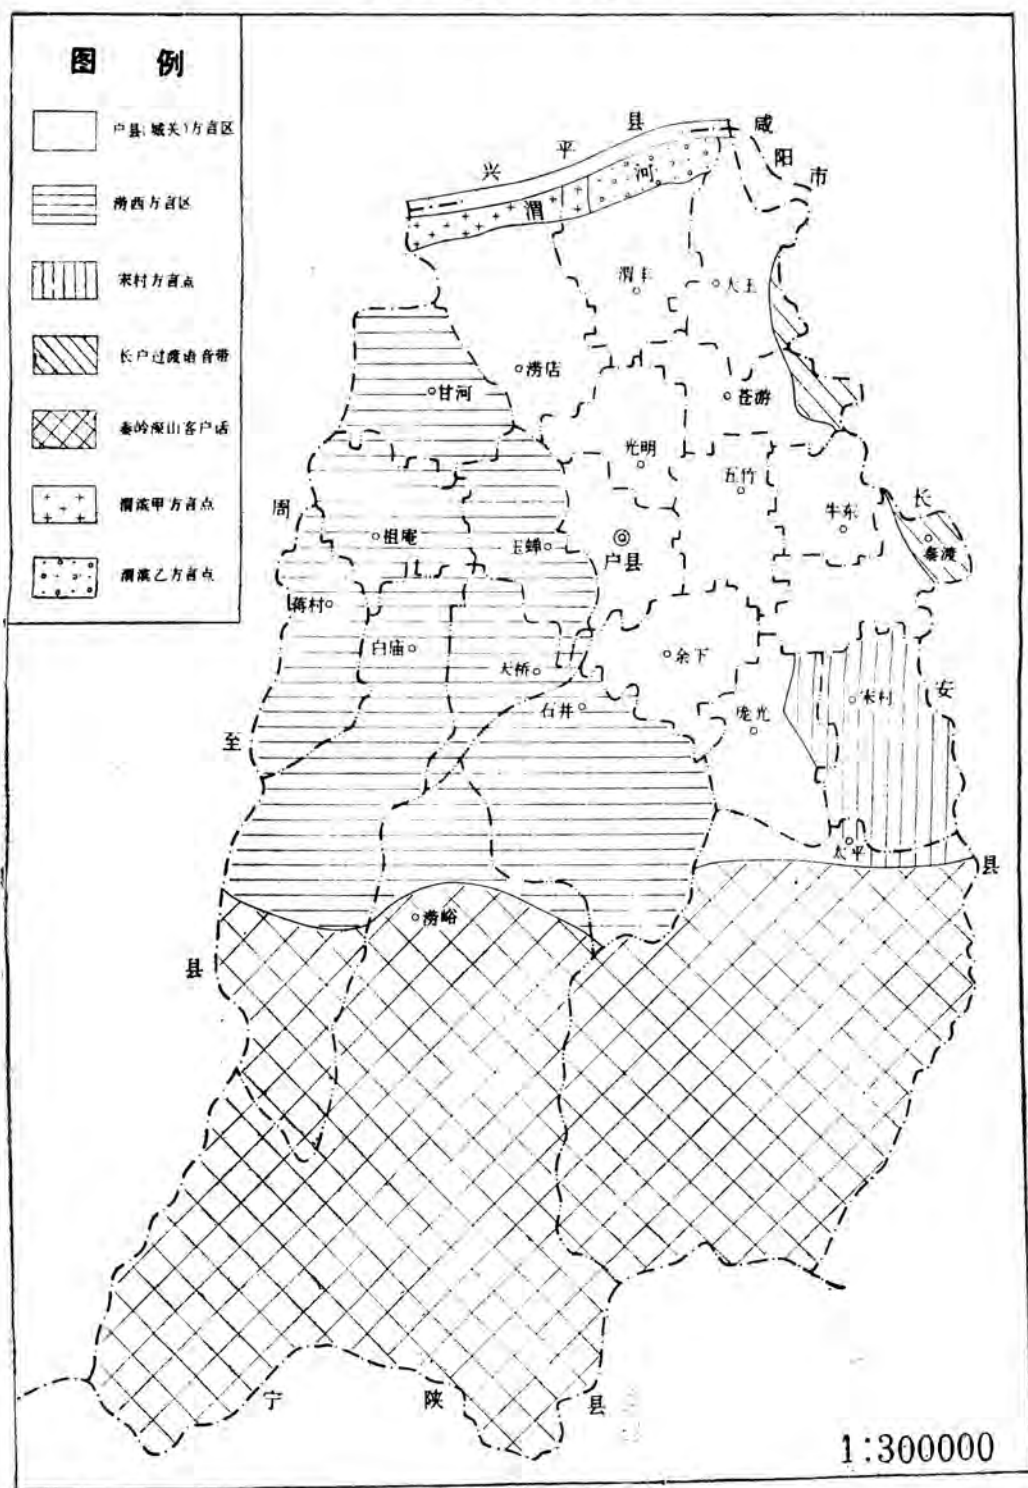 图 例
户县(城关)方言区
涝西方言区
宋村方言点
长户过渡语音带
秦岭深山客户话
渭滨甲方言点
渭滨乙方言点
兴 平 县
咸 阳 市
渭 河
渭丰
大王
涝店
甘河
苍游
光明
五竹
周 至 县
长 安 县
牛东
秦渡
祖庵
玉蝉
户县
蒋村
白庙
天桥
余下
石井
庞光
宋村
太平
涝峪
宁 陕 县
1:300000